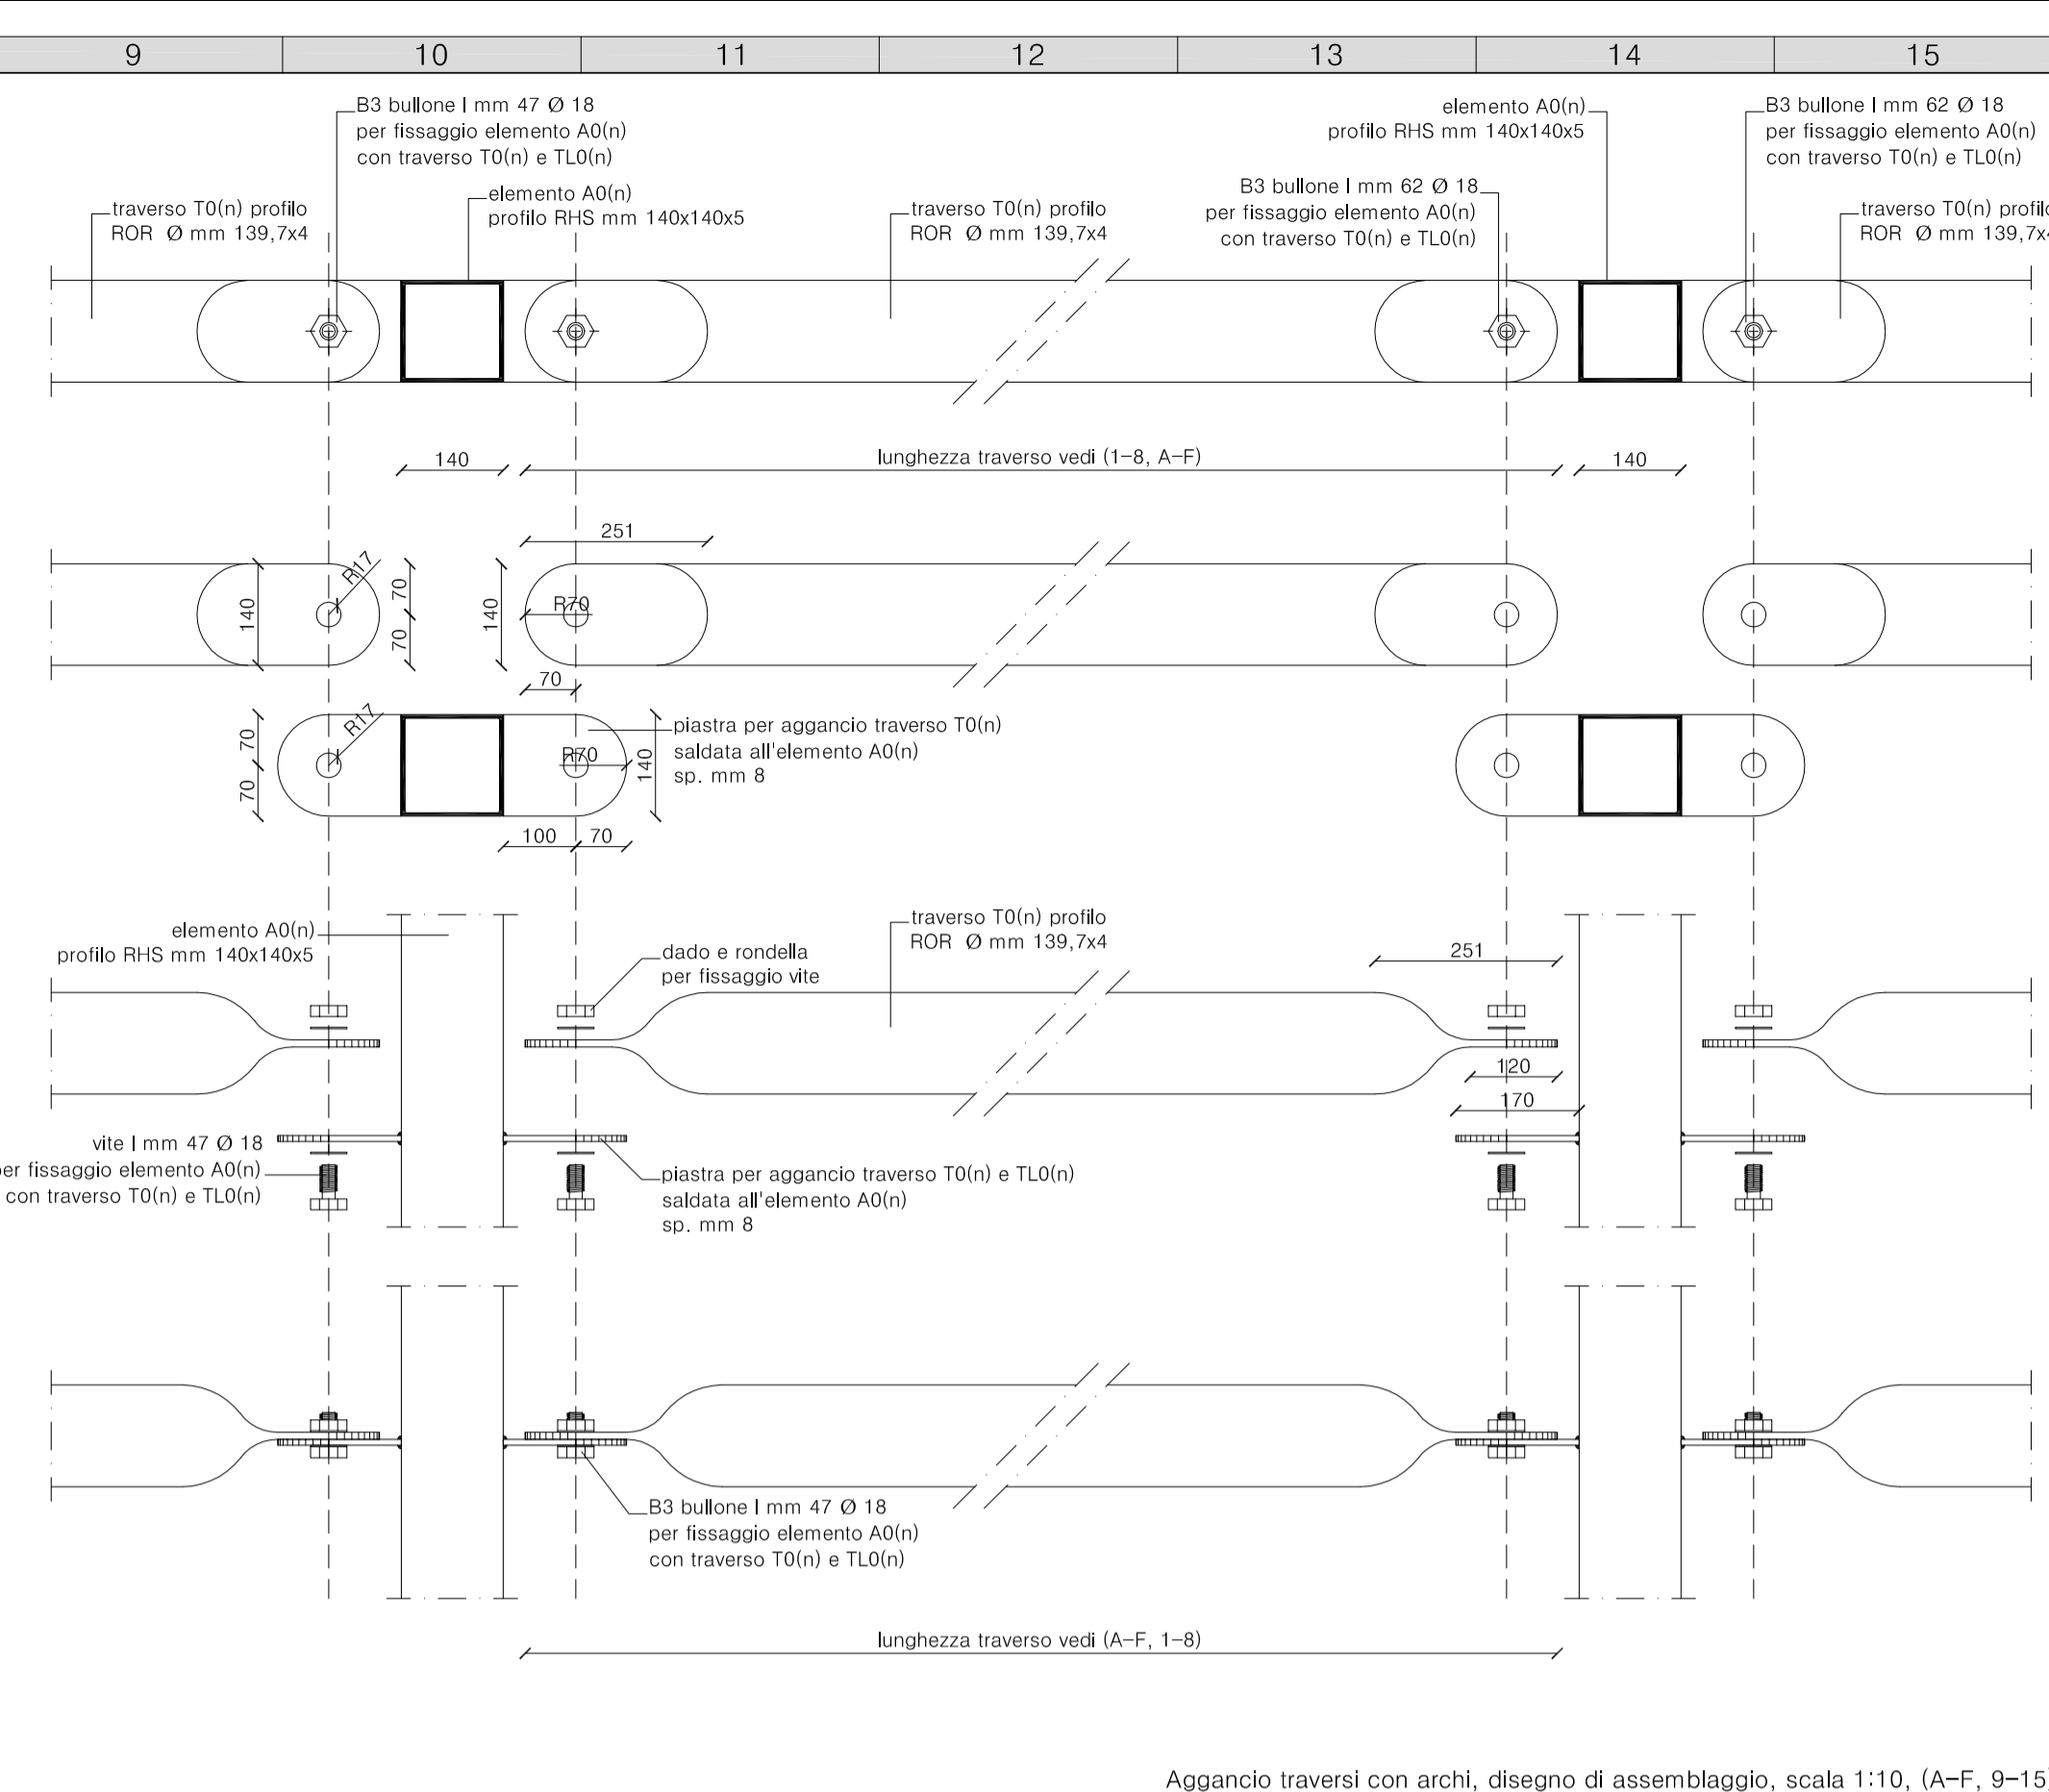 9 10 11 12 13 14 15
B3 bullone l mm 47 Ø 18
per fissaggio elemento A0(n)
con traverso T0(n) e TL0(n)
elemento A0(n)
profilo RHS mm 140x140x5
B3 bullone l mm 62 Ø 18
per fissaggio elemento A0(n)
con traverso T0(n) e TL0(n)
traverso T0(n) profilo
ROR Ø mm 139,7x4
elemento A0(n)
profilo RHS mm 140x140x5
traverso T0(n) profilo
ROR Ø mm 139,7x4
B3 bullone l mm 62 Ø 18
per fissaggio elemento A0(n)
con traverso T0(n) e TL0(n)
traverso T0(n) profilo
ROR Ø mm 139,7x4
140
lunghezza traverso vedi (1-8, A-F)
140
251
R17
140
70
70
140
R70
70
70
70
R17
R70
140
piastra per aggancio traverso T0(n)
saldata all'elemento A0(n)
sp. mm 8
100
70
elemento A0(n)
profilo RHS mm 140x140x5
dado e rondella
per fissaggio vite
traverso T0(n) profilo
ROR Ø mm 139,7x4
251
120
170
vite l mm 47 Ø 18
per fissaggio elemento A0(n)
con traverso T0(n) e TL0(n)
piastra per aggancio traverso T0(n) e TL0(n)
saldata all'elemento A0(n)
sp. mm 8
B3 bullone l mm 47 Ø 18
per fissaggio elemento A0(n)
con traverso T0(n) e TL0(n)
lunghezza traverso vedi (A-F, 1-8)
Aggancio traversi con archi, disegno di assemblaggio, scala 1:10, (A-F, 9-15)